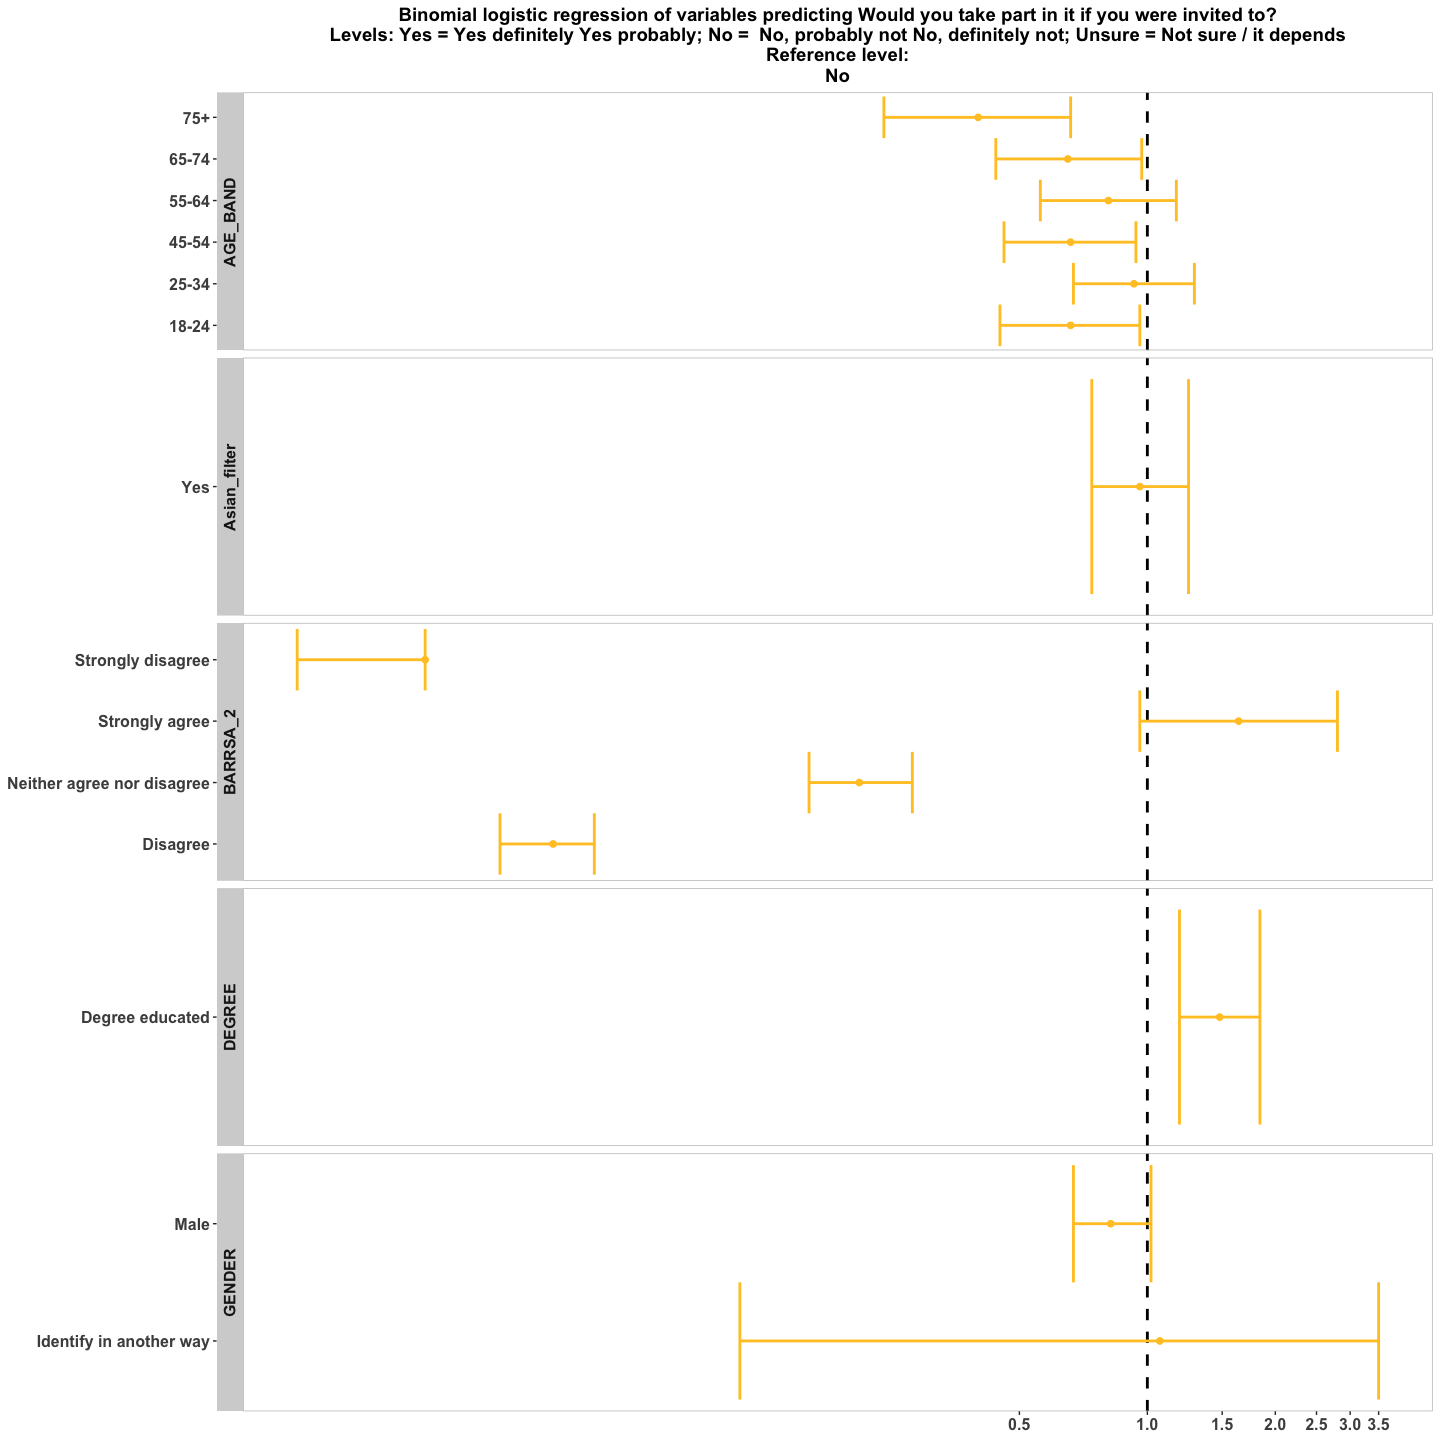 Binomial logistic regression of variables predicting Would you take part in it if you were invited to?
Levels: Yes = Yes definitely Yes probably; No =  No, probably not No, definitely not; Unsure = Not sure / it depends
Reference level:
No
AGE_BAND
75+
65-74
55-64
45-54
25-34
18-24
Asian_filter
Yes
BARRSA_2
Strongly disagree
Strongly agree
Neither agree nor disagree
Disagree
DEGREE
Degree educated
GENDER
Male
Identify in another way
0.5 1.0 1.5 2.0 2.5 3.0 3.5